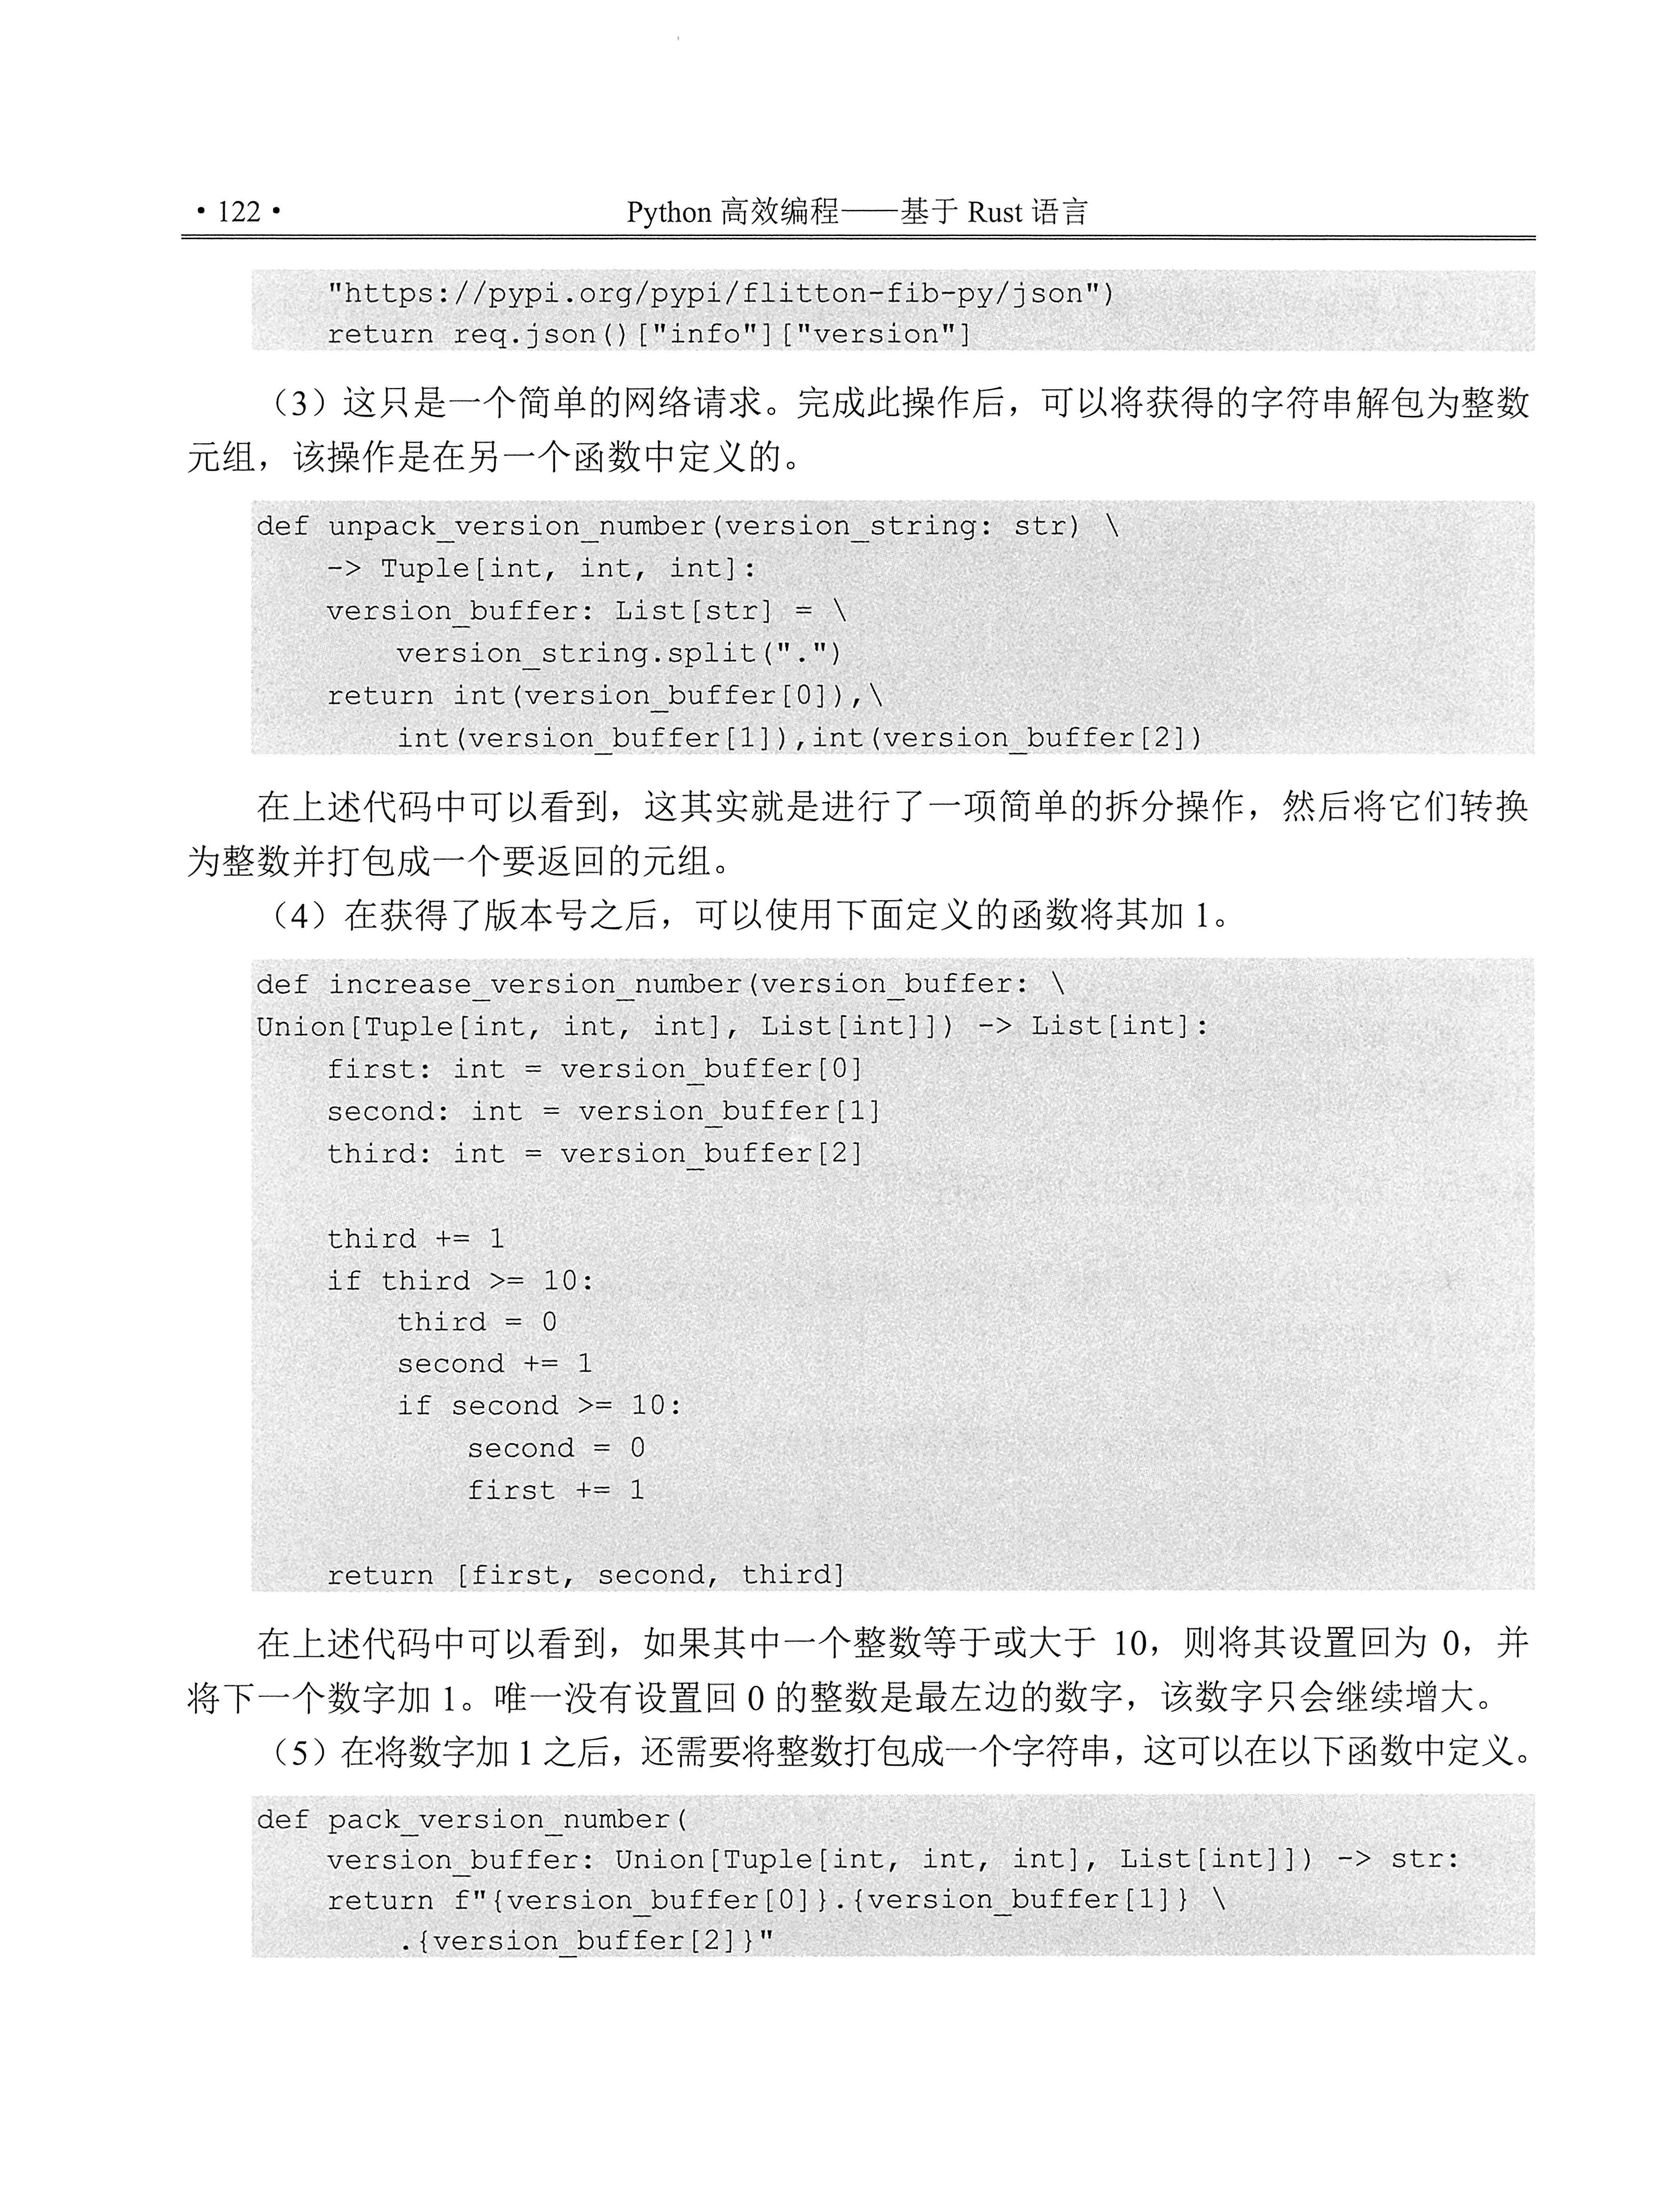 • 122 •	Python 高效编程——基于 Rust 语言
    "https://pypi.org/pypi/flitton-fib-py/json")
    return req.json()["info"]["version"]
（3）这只是一个简单的网络请求。完成此操作后，可以将获得的字符串解包为整数
元组，该操作是在另一个函数中定义的。
def unpack_version_number(version_string: str) \
    -> Tuple[int, int, int]:
    version_buffer: List[str] = \
        version_string.split(".")
    return int(version_buffer[0]),\
        int(version_buffer[1]),int(version_buffer[2])
在上述代码中可以看到，这其实就是进行了一项简单的拆分操作，然后将它们转换
为整数并打包成一个要返回的元组。
（4）在获得了版本号之后，可以使用下面定义的函数将其加 1。
def increase_version_number(version_buffer: \
Union[Tuple[int, int, int], List[int]]) -> List[int]:
    first: int = version_buffer[0]
    second: int = version_buffer[1]
    third: int = version_buffer[2]

    third += 1
    if third >= 10:
        third = 0
        second += 1
        if second >= 10:
            second = 0
            first += 1

    return [first, second, third]
在上述代码中可以看到，如果其中一个整数等于或大于 10，则将其设置回为 0，并
将下一个数字加 1。唯一没有设置回 0 的整数是最左边的数字，该数字只会继续增大。
（5）在将数字加 1 之后，还需要将整数打包成一个字符串，这可以在以下函数中定义。
def pack_version_number(
    version_buffer: Union[Tuple[int, int, int], List[int]]) -> str:
    return f"{version_buffer[0]}.{version_buffer[1]} \
        .{version_buffer[2]}"